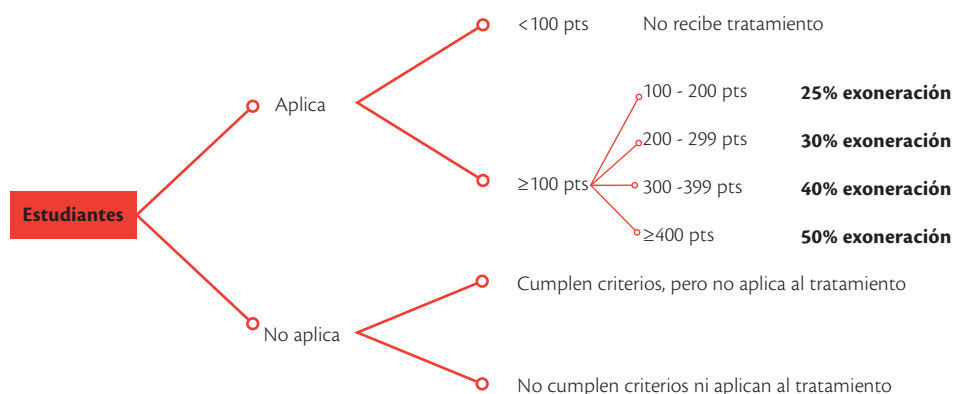 <100 pts No recibe tratamiento
Aplica
100 - 200 pts 25% exoneración
200 - 299 pts 30% exoneración
≥100 pts 300 -399 pts 40% exoneración
≥400 pts 50% exoneración
Estudiantes
Cumplen criterios, pero no aplica al tratamiento
No aplica
No cumplen criterios ni aplican al tratamiento